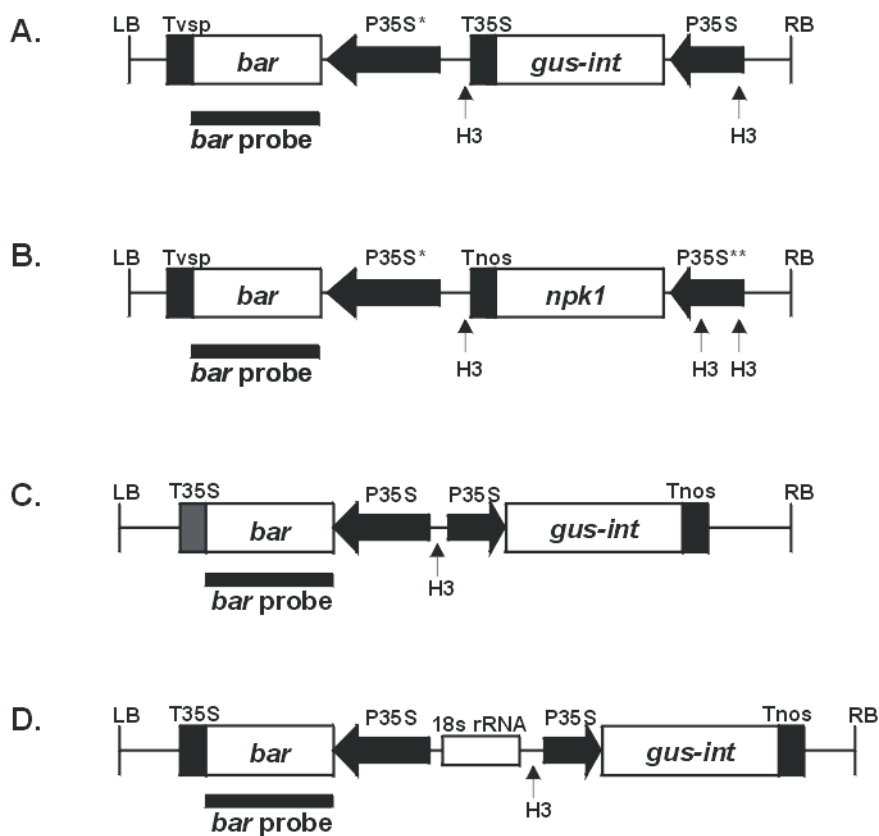 A.
LB Tvsp P35S* T35S P35S RB
bar gus-int
H3 H3
bar probe
B.
LB Tvsp P35S* Tnos P35S** RB
bar npk1
H3 H3 H3
bar probe
C.
LB T35S P35S P35S Tnos RB
bar gus-int
H3
bar probe
D.
LB T35S P35S 18s rRNA P35S Tnos RB
bar gus-int
H3
bar probe